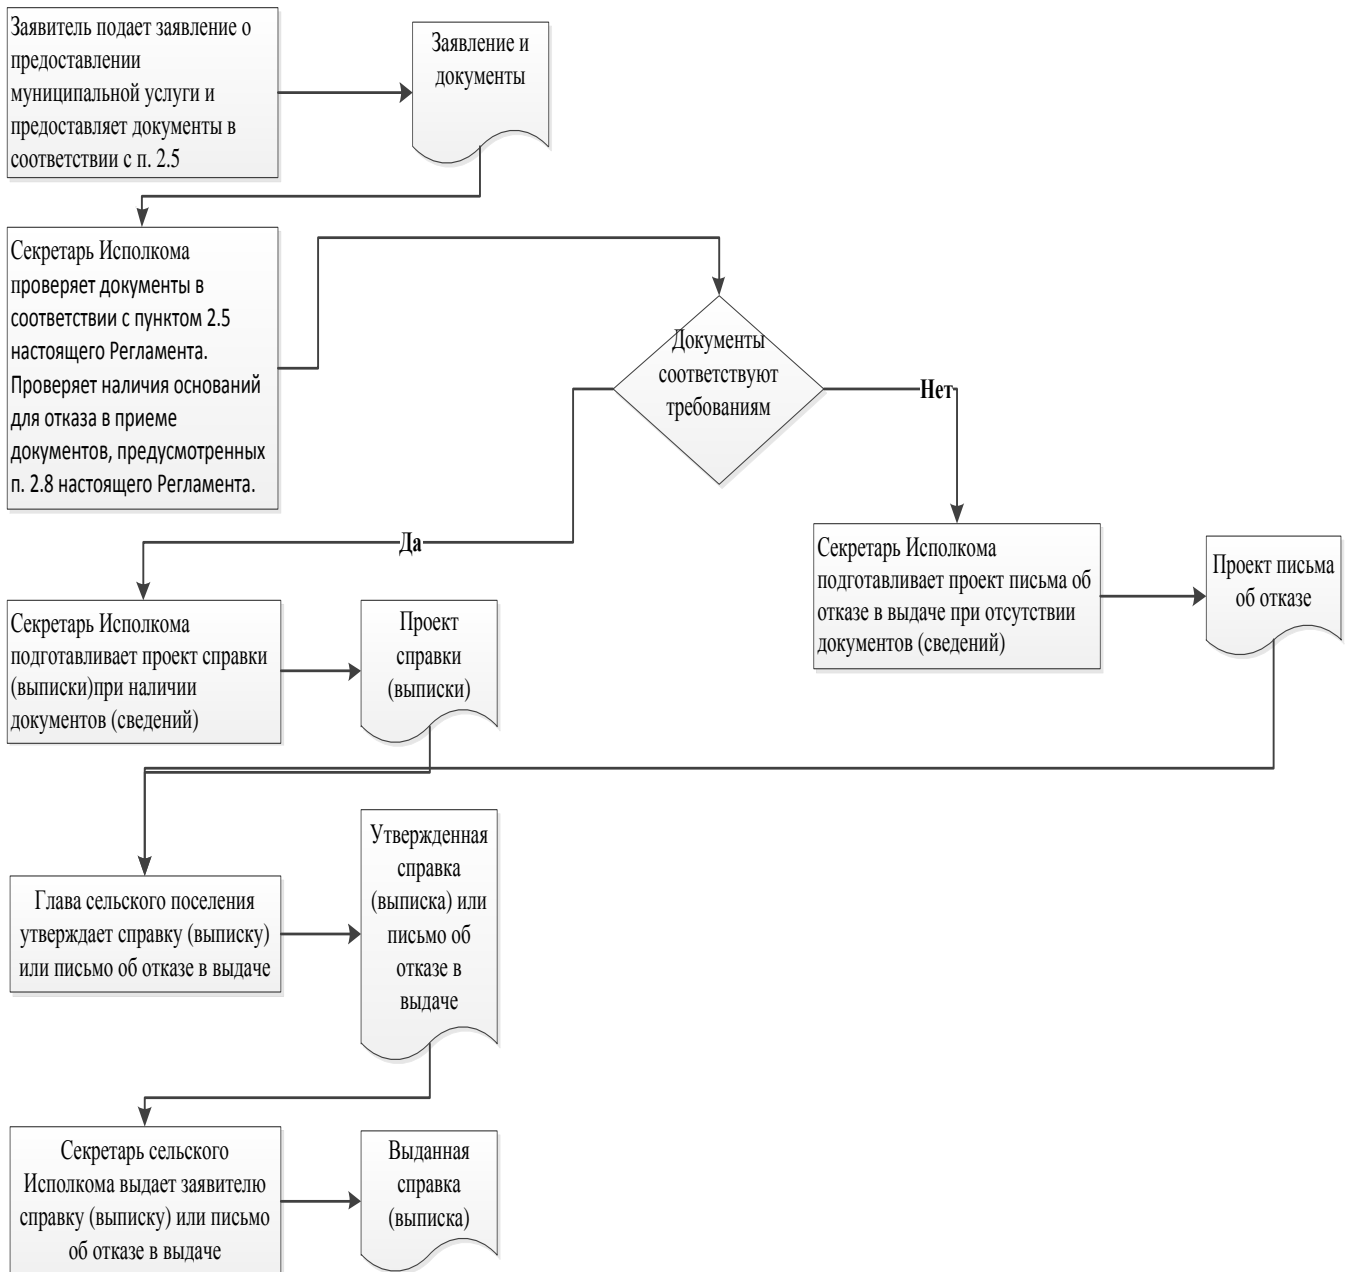 Заявитель подает заявление о
предоставлении
муниципальной услуги и
предоставляет документы в
соответствии с п. 2.5
Заявление и
документы
Секретарь Исполкома
проверяет документы в
соответствии с пунктом 2.5
настоящего Регламента.
Проверяет наличия оснований
для отказа в приеме
документов, предусмотренных
п. 2.8 настоящего Регламента.
Документы
соответствуют
требованиям
Нет
Да
Секретарь Исполкома
подготавливает проект письма об
отказе в выдаче при отсутствии
документов (сведений)
Проект письма
об отказе
Секретарь Исполкома
подготавливает проект справки
(выписки)при наличии
документов (сведений)
Проект
справки
(выписки)
Глава сельского поселения
утверждает справку (выписку)
или письмо об отказе в выдаче
Утвержденная
справка
(выписка) или
письмо об
отказе в
выдаче
Секретарь сельского
Исполкома выдает заявителю
справку (выписку) или письмо
об отказе в выдаче
Выданная
справка
(выписка)